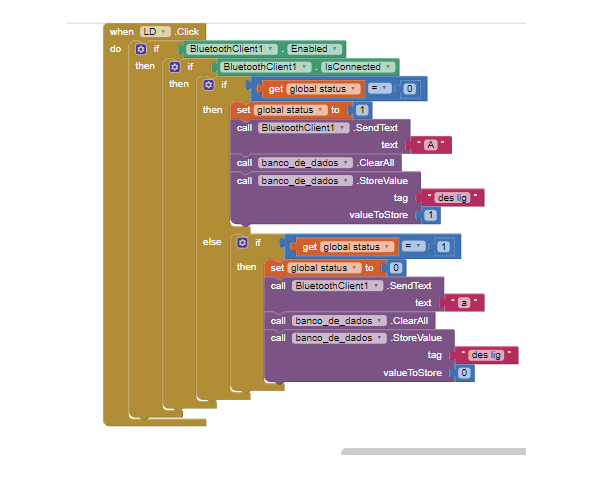 when LD .Click
do if BluetoothClient1 . Enabled
then if BluetoothClient1 . IsConnected
then if get global status = 0
then set global status to 1
call BluetoothClient1 .SendText
text " A "
call banco_de_dados .ClearAll
call banco_de_dados .StoreValue
tag " des lig "
valueToStore 1
else if get global status = 1
then set global status to 0
call BluetoothClient1 .SendText
text " a "
call banco_de_dados .ClearAll
call banco_de_dados .StoreValue
tag " des lig "
valueToStore 0